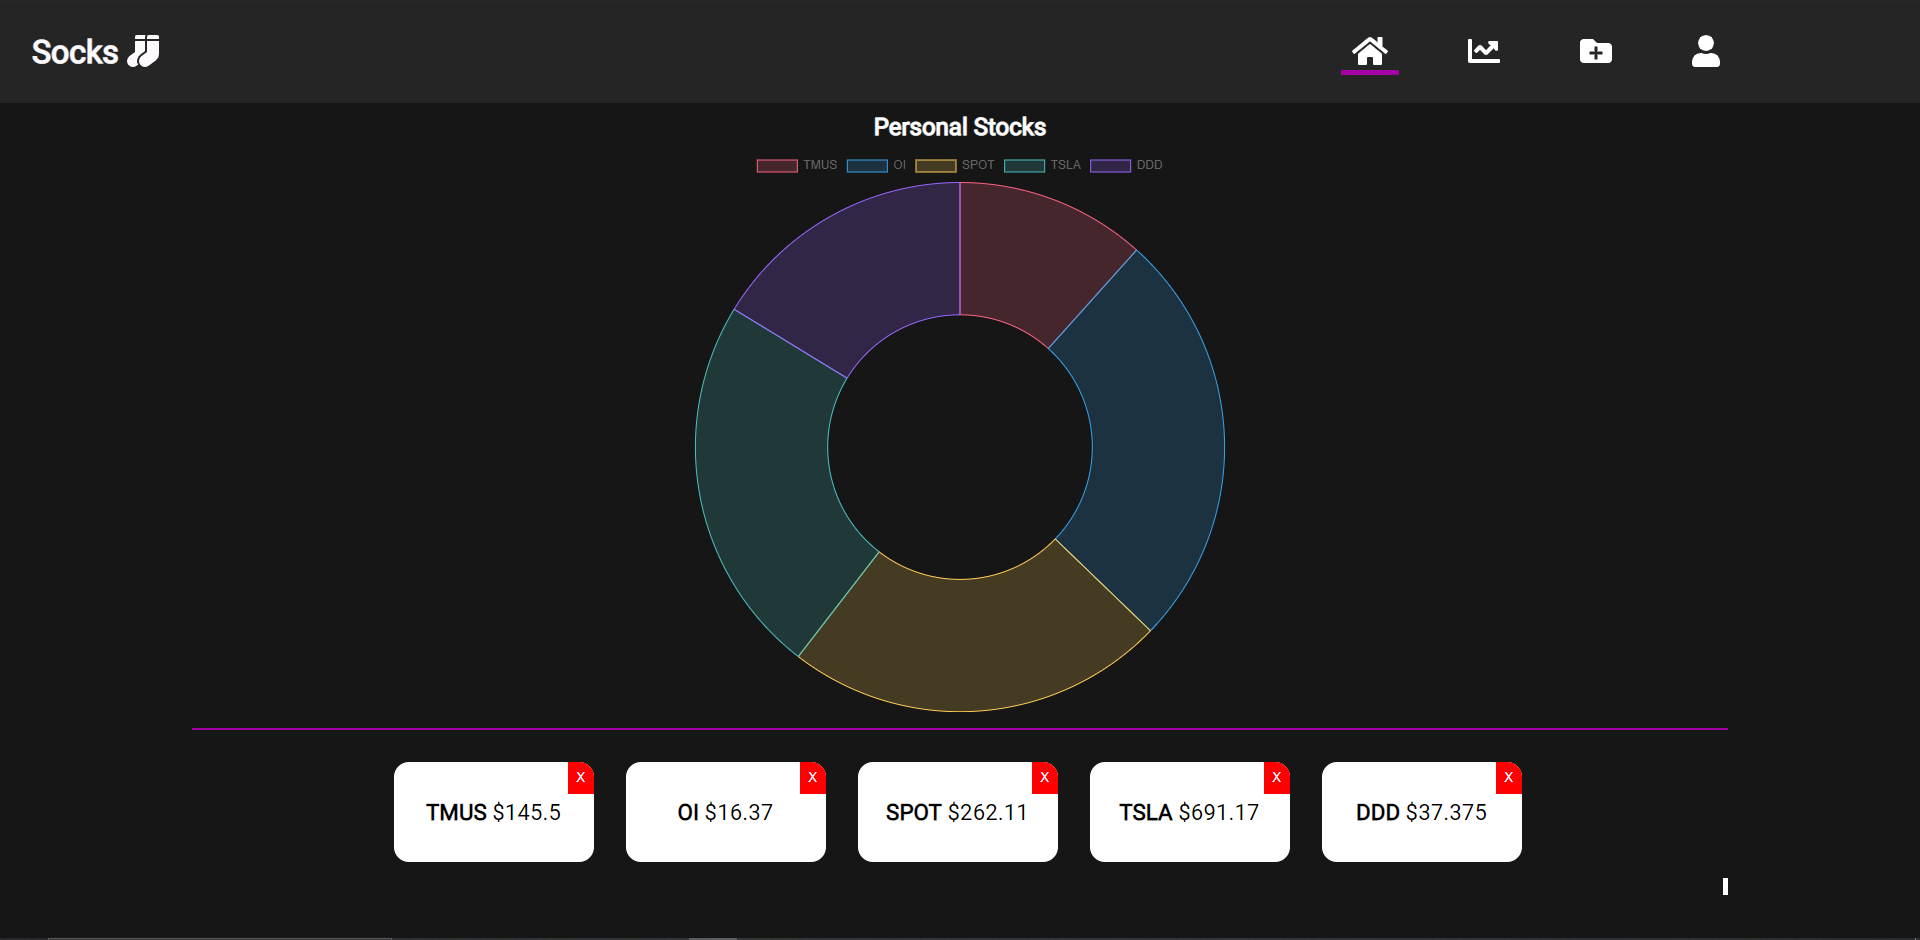 Socks
Personal Stocks
TMUS OI SPOT TSLA DDD
X X X X X
TMUS $145.5 OI $16.37 SPOT $262.11 TSLA $691.17 DDD $37.375